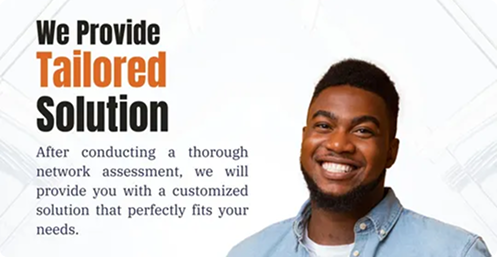 We Provide
Tailored
Solution
After conducting a thorough
network assessment, we will
provide you with a customized
solution that perfectly fits your
needs.